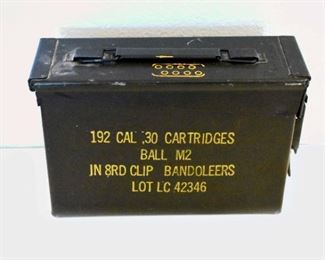 192 CAL .30 CARTRIDGES
BALL M2
IN 8RD CLIP BANDOLEERS
LOT LC 42346